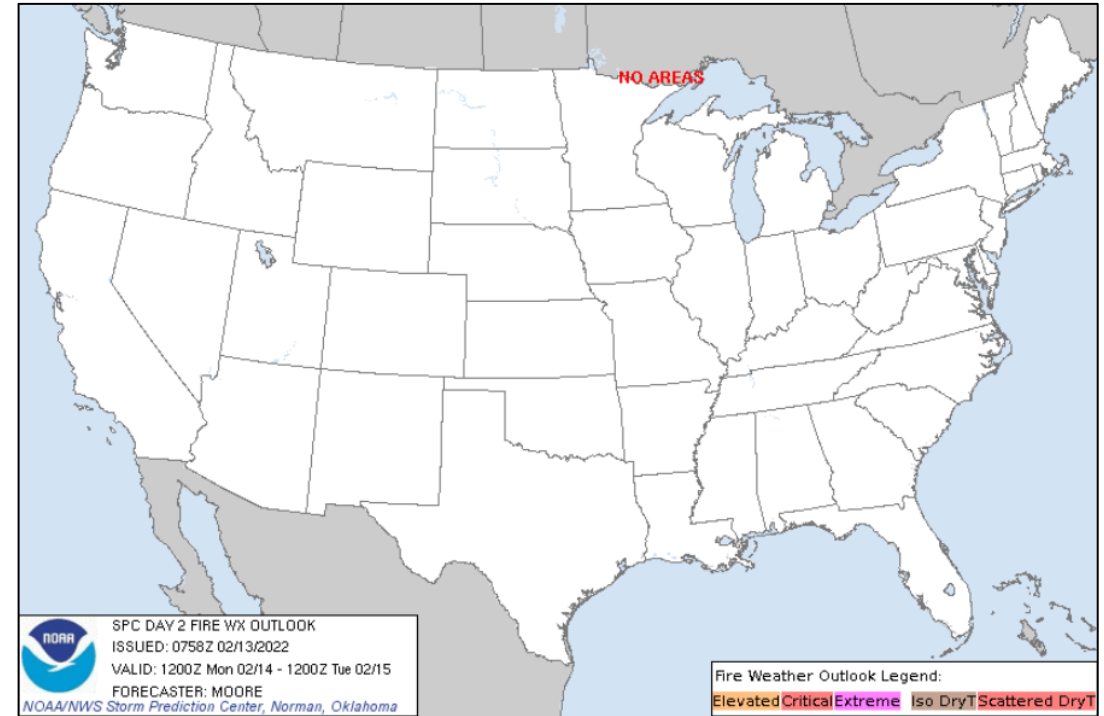 NO AREAS
NOAA
SPC DAY 2 FIRE WX OUTLOOK
ISSUED: 0758Z 02/13/2022
VALID: 1200Z Mon 02/14 - 1200Z Tue 02/15
FORECASTER: MOORE
NOAA/NWS Storm Prediction Center, Norman, Oklahoma
Fire Weather Outlook Legend:
Elevated Critical Extreme Iso DryT Scattered DryT